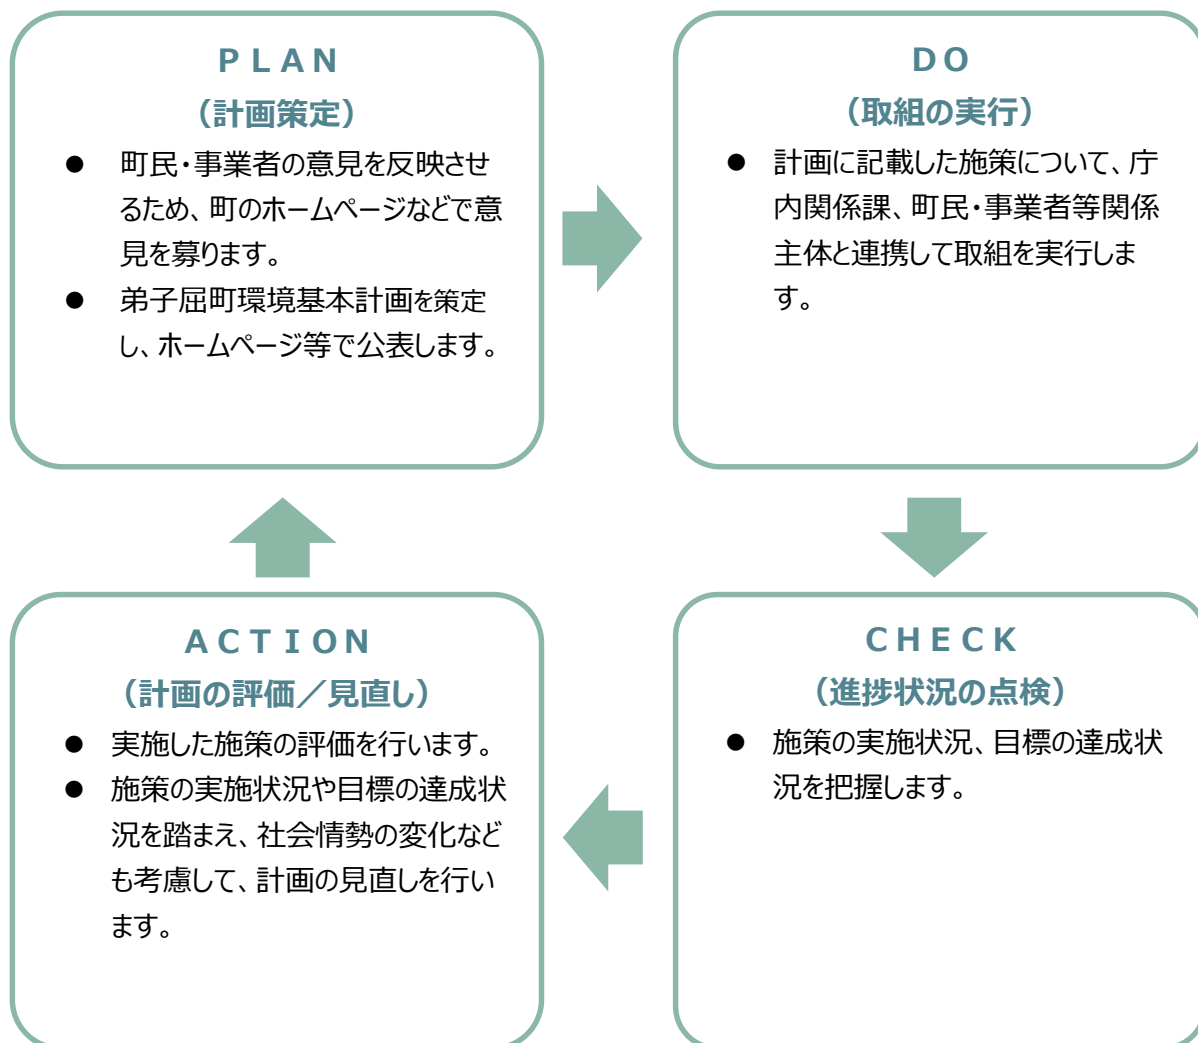 ＰＬＡＮ
（計画策定）
● 町民・事業者の意見を反映させ
るため、町のホームページなどで意
見を募ります。
● 弟子屈町環境基本計画を策定
し、ホームページ等で公表します。
ＤＯ
（取組の実行）
● 計画に記載した施策について、庁
内関係課、町民・事業者等関係
主体と連携して取組を実行しま
す。
ＡＣＴＩＯＮ
（計画の評価／見直し）
● 実施した施策の評価を行います。
● 施策の実施状況や目標の達成状
況を踏まえ、社会情勢の変化など
も考慮して、計画の見直しを行い
ます。
ＣＨＥＣＫ
（進捗状況の点検）
● 施策の実施状況、目標の達成状
況を把握します。